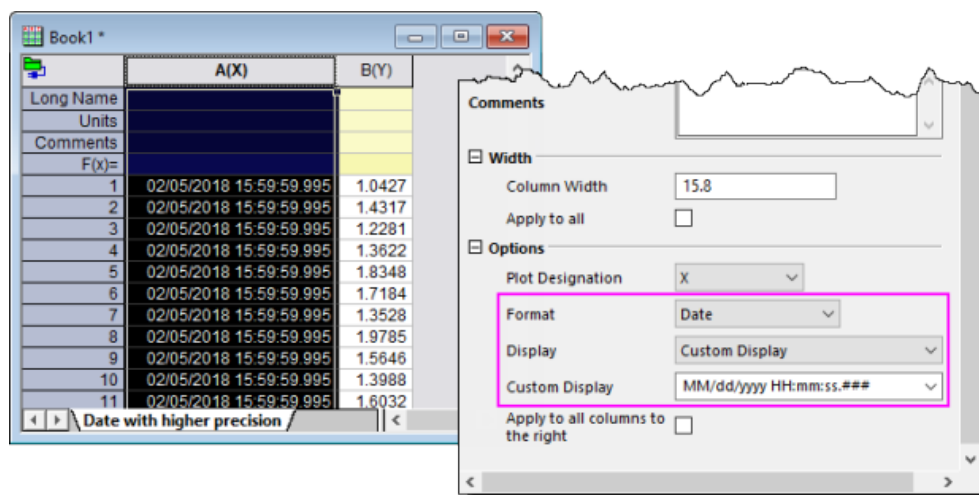 Book1 *
A(X) B(Y)
Long Name
Units
Comments
F(x)=
1 02/05/2018 15:59:59.995 1.0427
2 02/05/2018 15:59:59.995 1.4317
3 02/05/2018 15:59:59.995 1.2281
4 02/05/2018 15:59:59.995 1.3622
5 02/05/2018 15:59:59.995 1.8348
6 02/05/2018 15:59:59.995 1.7184
7 02/05/2018 15:59:59.995 1.3528
8 02/05/2018 15:59:59.995 1.9785
9 02/05/2018 15:59:59.995 1.5646
10 02/05/2018 15:59:59.995 1.3988
11 02/05/2018 15:59:59.995 1.6032
Date with higher precision
Comments
Width
Column Width 15.8
Apply to all
Options
Plot Designation X
Format Date
Display Custom Display
Custom Display MM/dd/yyyy HH:mm:ss.###
Apply to all columns to
the right